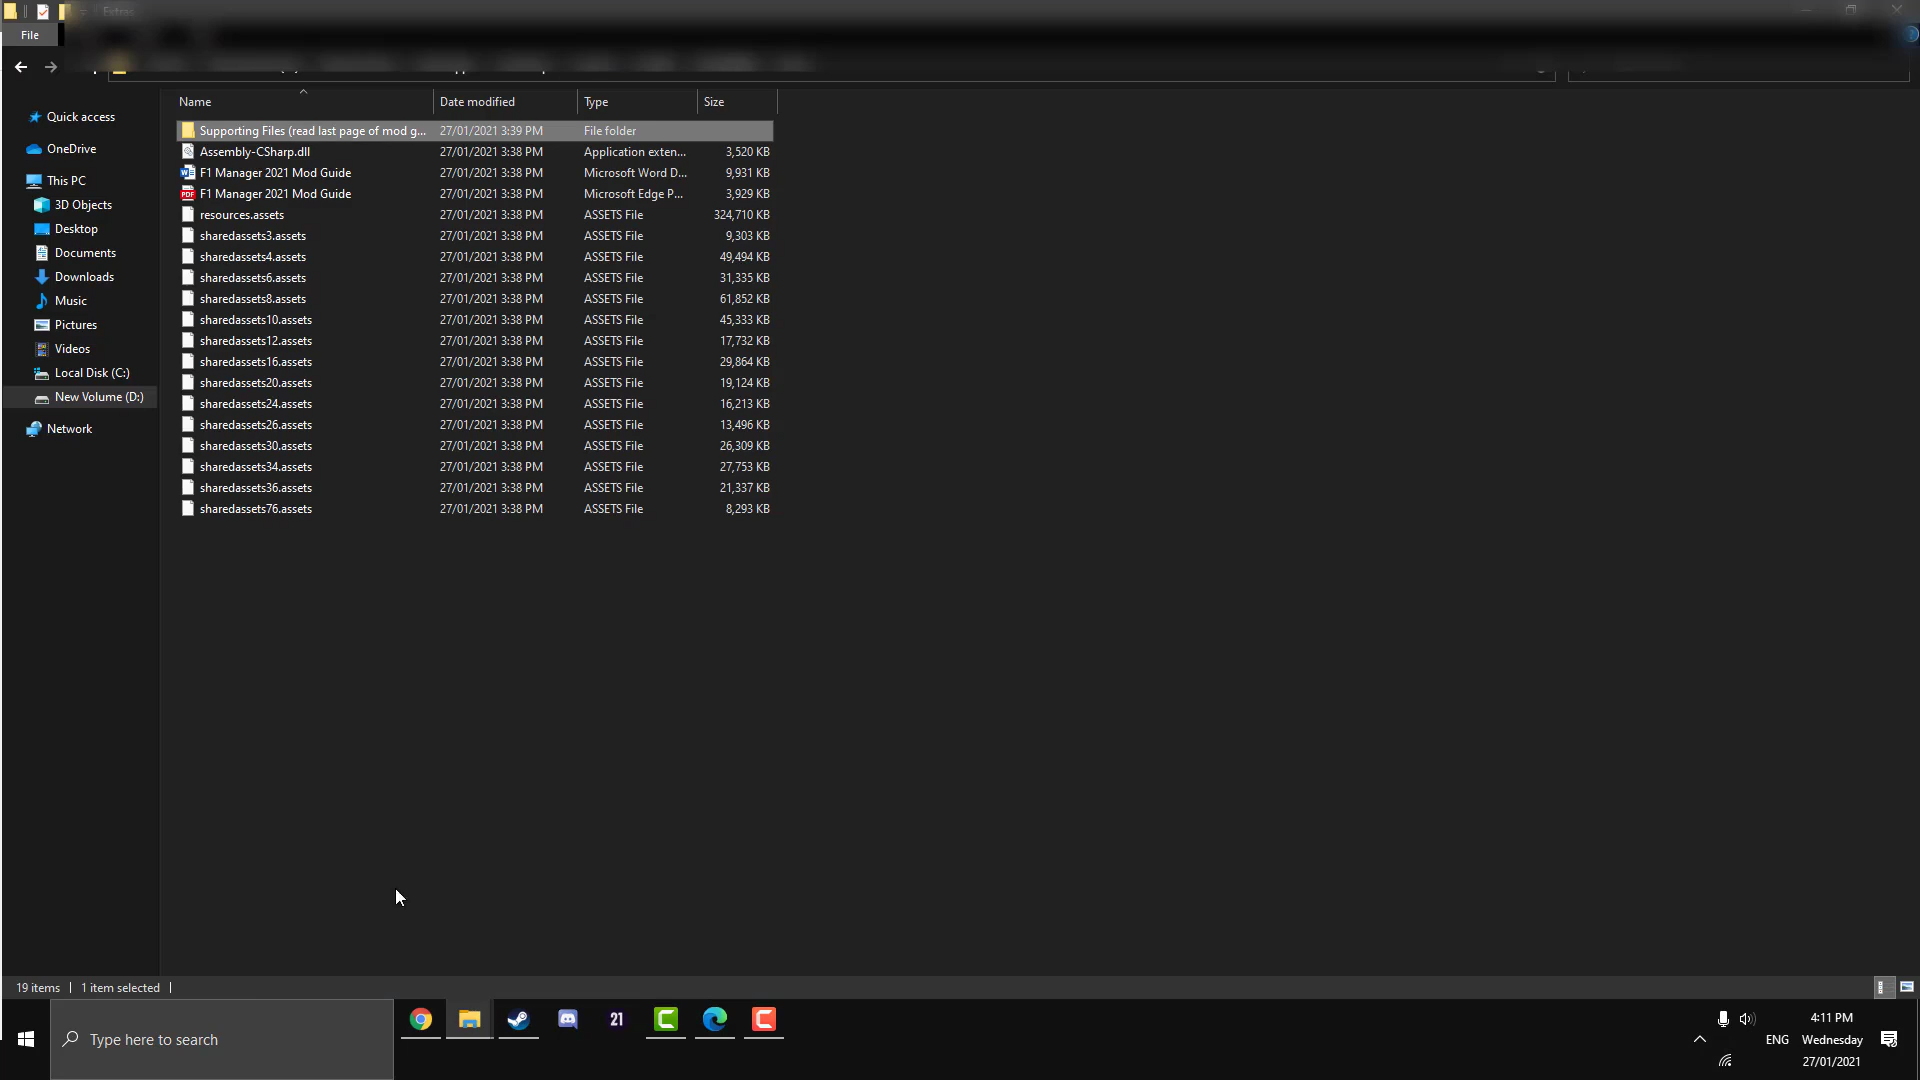 Extras
File
Name Date modified Type Size
Quick access
OneDrive
This PC
3D Objects
Desktop
Documents
Downloads
Music
Pictures
Videos
Local Disk (C:)
New Volume (D:)
Network
Supporting Files (read last page of mod g... 27/01/2021 3:39 PM File folder
Assembly-CSharp.dll 27/01/2021 3:38 PM Application exten... 3,520 KB
F1 Manager 2021 Mod Guide 27/01/2021 3:38 PM Microsoft Word D... 9,931 KB
F1 Manager 2021 Mod Guide 27/01/2021 3:38 PM Microsoft Edge P... 3,929 KB
resources.assets 27/01/2021 3:38 PM ASSETS File 324,710 KB
sharedassets3.assets 27/01/2021 3:38 PM ASSETS File 9,303 KB
sharedassets4.assets 27/01/2021 3:38 PM ASSETS File 49,494 KB
sharedassets6.assets 27/01/2021 3:38 PM ASSETS File 31,335 KB
sharedassets8.assets 27/01/2021 3:38 PM ASSETS File 61,852 KB
sharedassets10.assets 27/01/2021 3:38 PM ASSETS File 45,333 KB
sharedassets12.assets 27/01/2021 3:38 PM ASSETS File 17,732 KB
sharedassets16.assets 27/01/2021 3:38 PM ASSETS File 29,864 KB
sharedassets20.assets 27/01/2021 3:38 PM ASSETS File 19,124 KB
sharedassets24.assets 27/01/2021 3:38 PM ASSETS File 16,213 KB
sharedassets26.assets 27/01/2021 3:38 PM ASSETS File 13,496 KB
sharedassets30.assets 27/01/2021 3:38 PM ASSETS File 26,309 KB
sharedassets34.assets 27/01/2021 3:38 PM ASSETS File 27,753 KB
sharedassets36.assets 27/01/2021 3:38 PM ASSETS File 21,337 KB
sharedassets76.assets 27/01/2021 3:38 PM ASSETS File 8,293 KB
19 items 1 item selected
Type here to search
21
4:11 PM
ENG Wednesday
27/01/2021